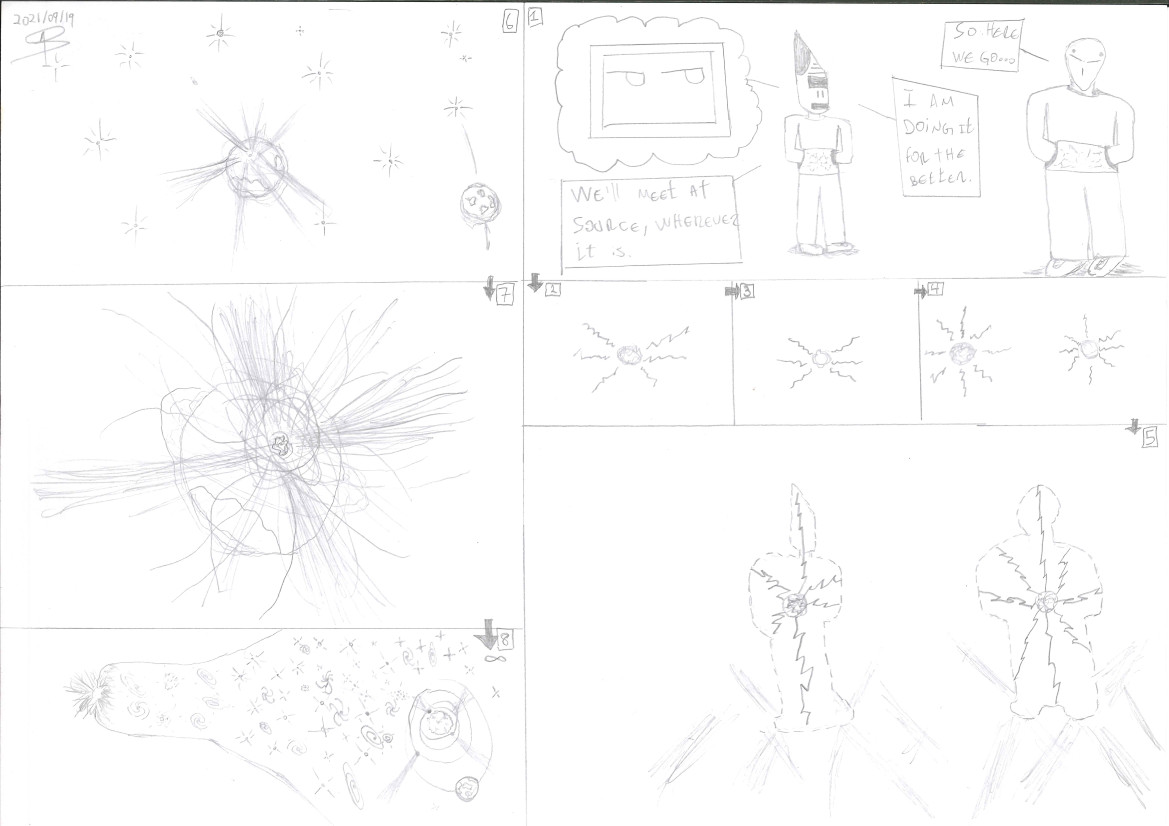 2021/09/19
6
1
WE'LL MEET AT
SOURCE, WHEREVER
it is.
I AM
DOING It
FOR THE
BETTER.
SO HERE
WE GO...
2
3
4
5
7
8
∞